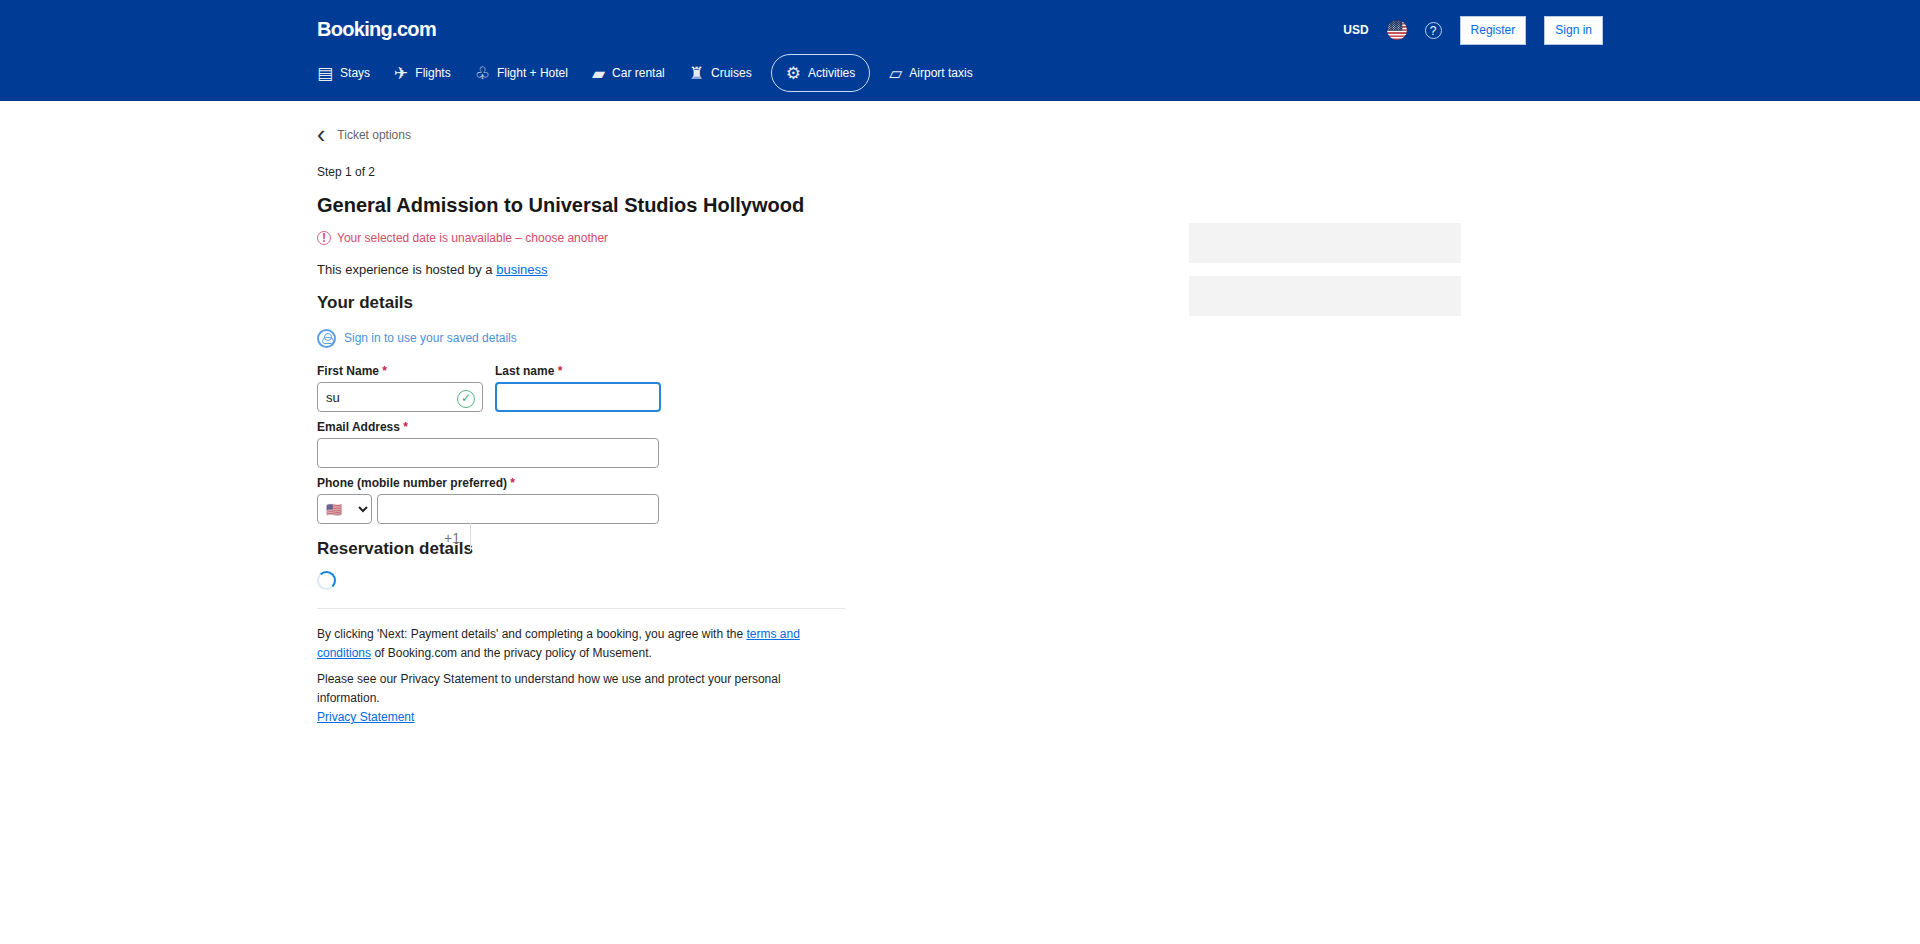 Booking.com
USD
Register
Sign in
Stays
Flights
Flight + Hotel
Car rental
Cruises
Activities
Airport taxis
Ticket options
Step 1 of 2
General Admission to Universal Studios Hollywood
Your selected date is unavailable – choose another
This experience is hosted by a business
Your details
Sign in to use your saved details
First Name *
Last name *
su
Email Address *
Phone (mobile number preferred) *
+1
Reservation details
By clicking 'Next: Payment details' and completing a booking, you agree with the terms and
conditions of Booking.com and the privacy policy of Musement.
Please see our Privacy Statement to understand how we use and protect your personal
information.
Privacy Statement